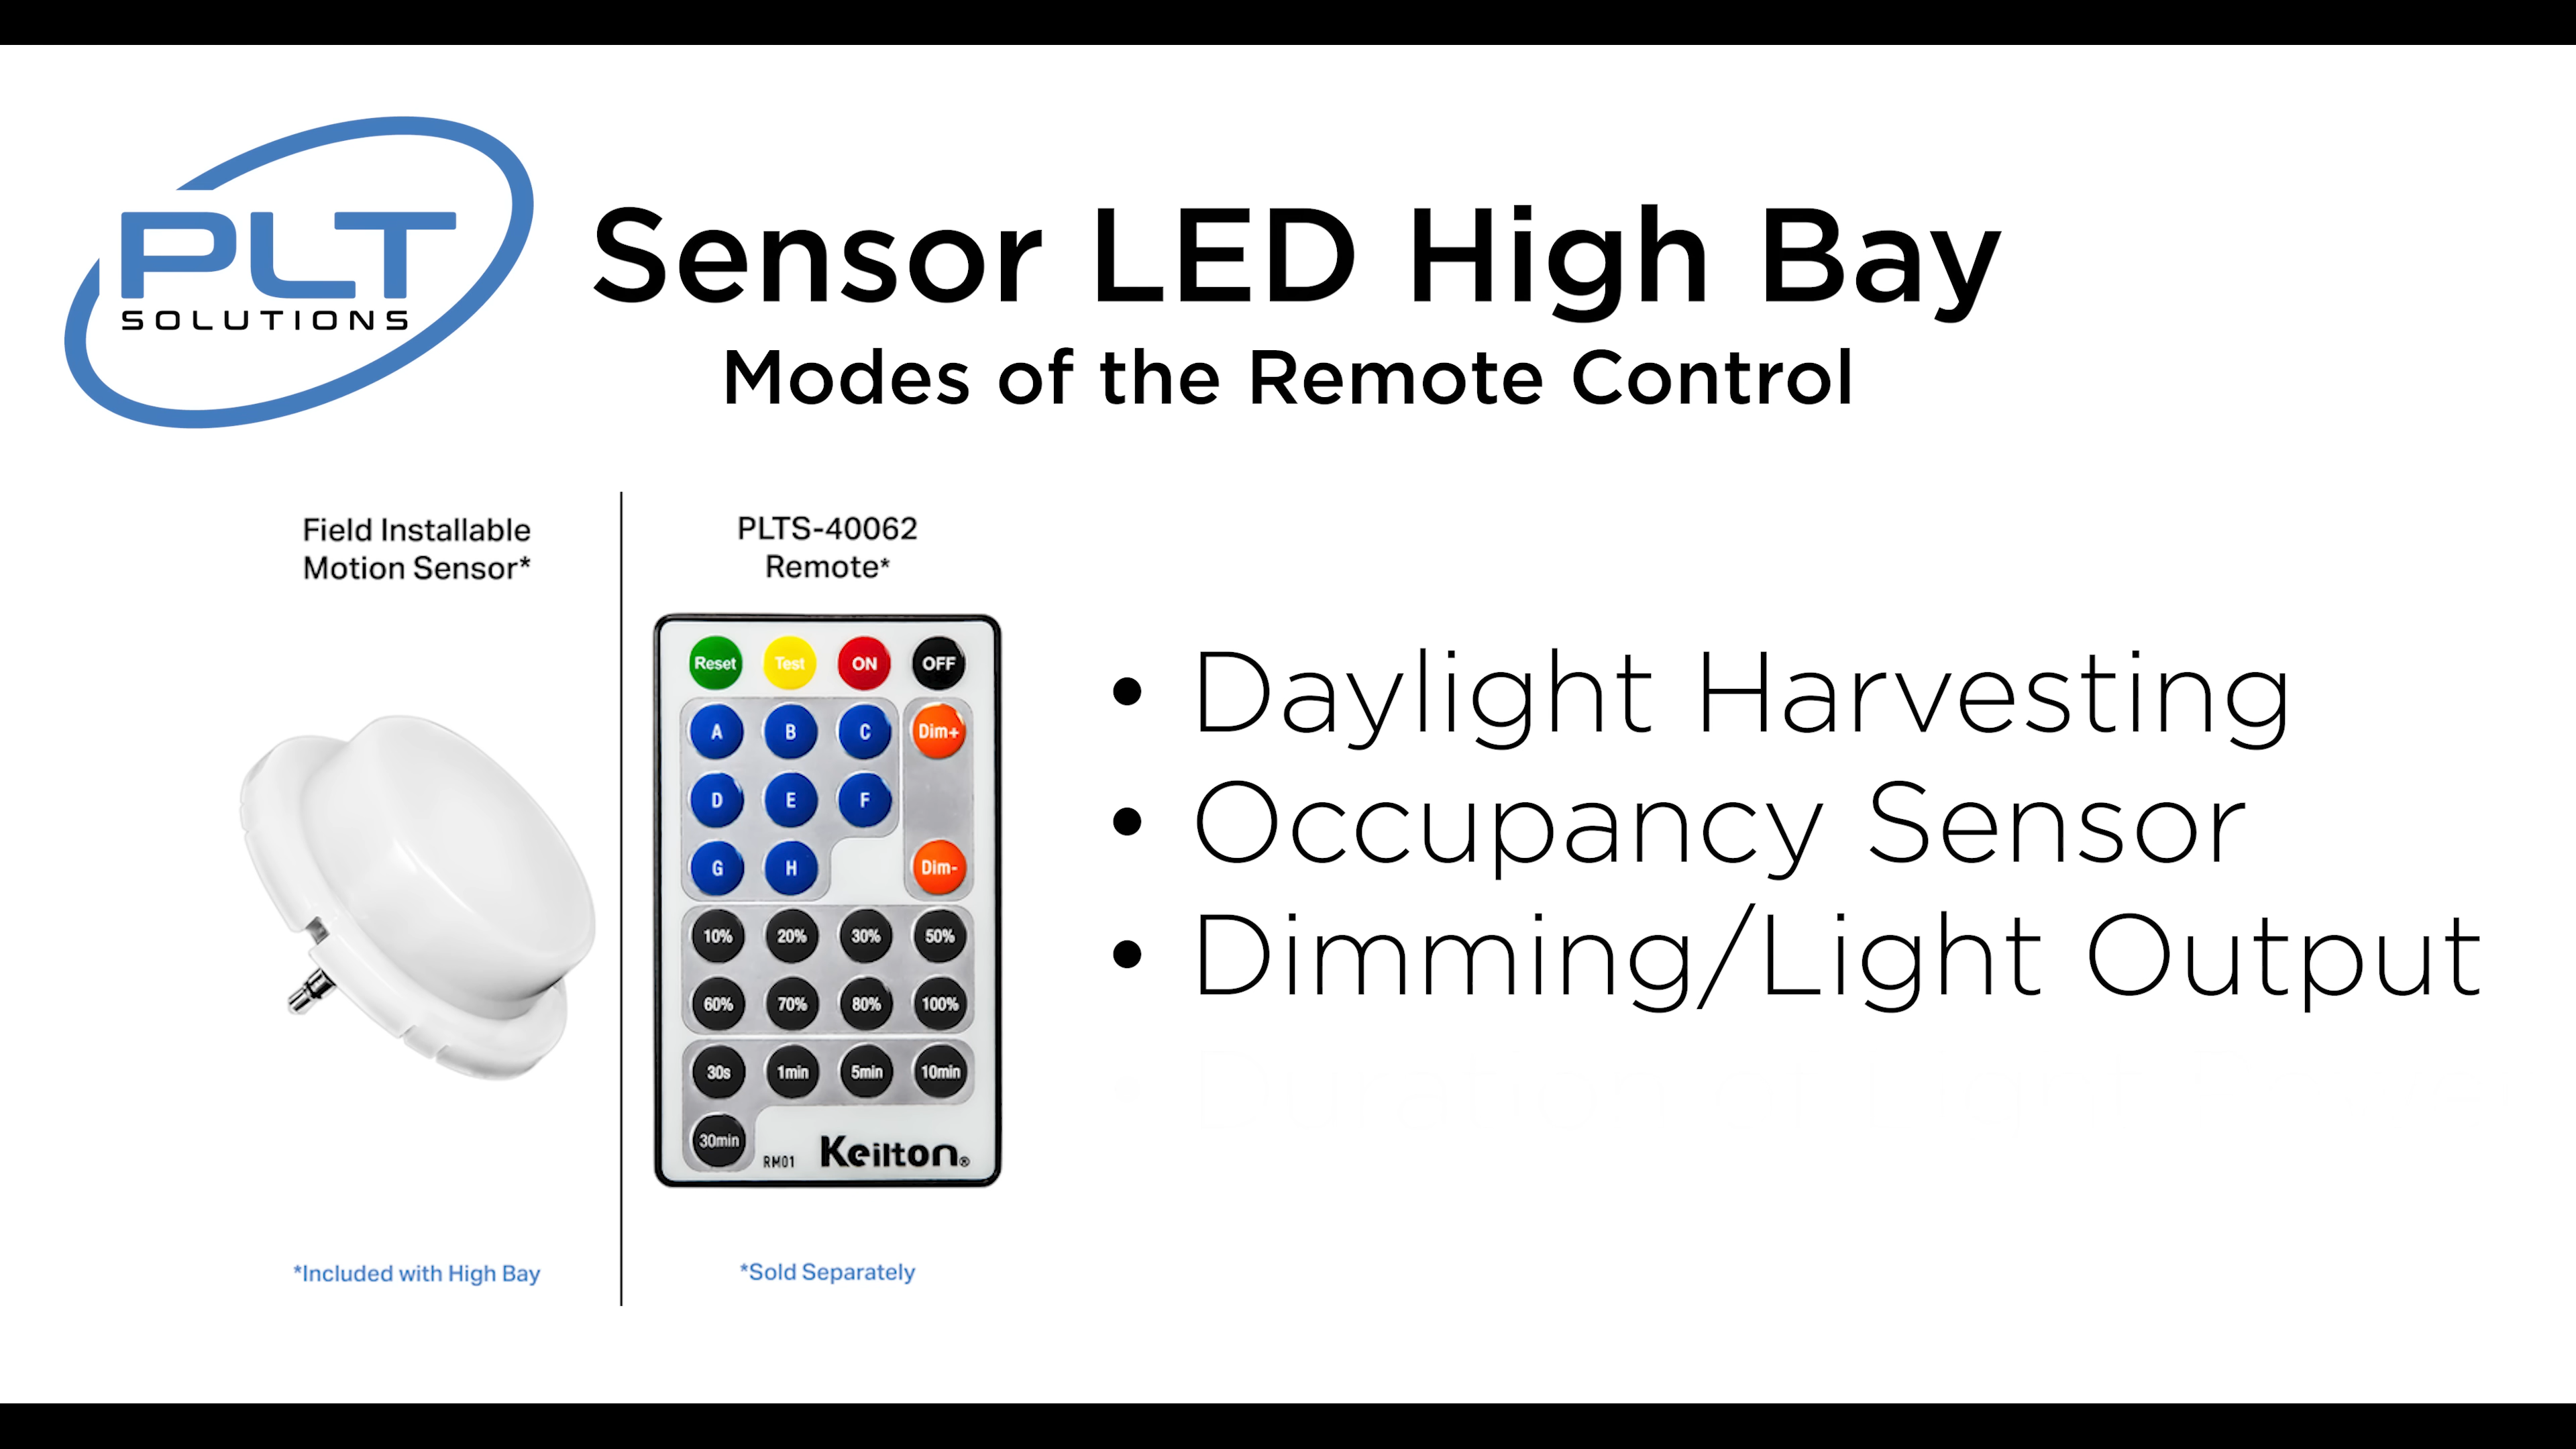 PLT
SOLUTIONS
Sensor LED High Bay
Modes of the Remote Control
Field Installable
Motion Sensor*
*Included with High Bay
PLTS-40062
Remote*
Reset Test ON OFF
A B C Dim+
D E F
G H Dim-
10% 20% 30% 50%
60% 70% 80% 100%
30s 1min 5min 10min
30min
RM01 Keilton®
*Sold Separately
• Daylight Harvesting
• Occupancy Sensor
• Dimming/Light Output